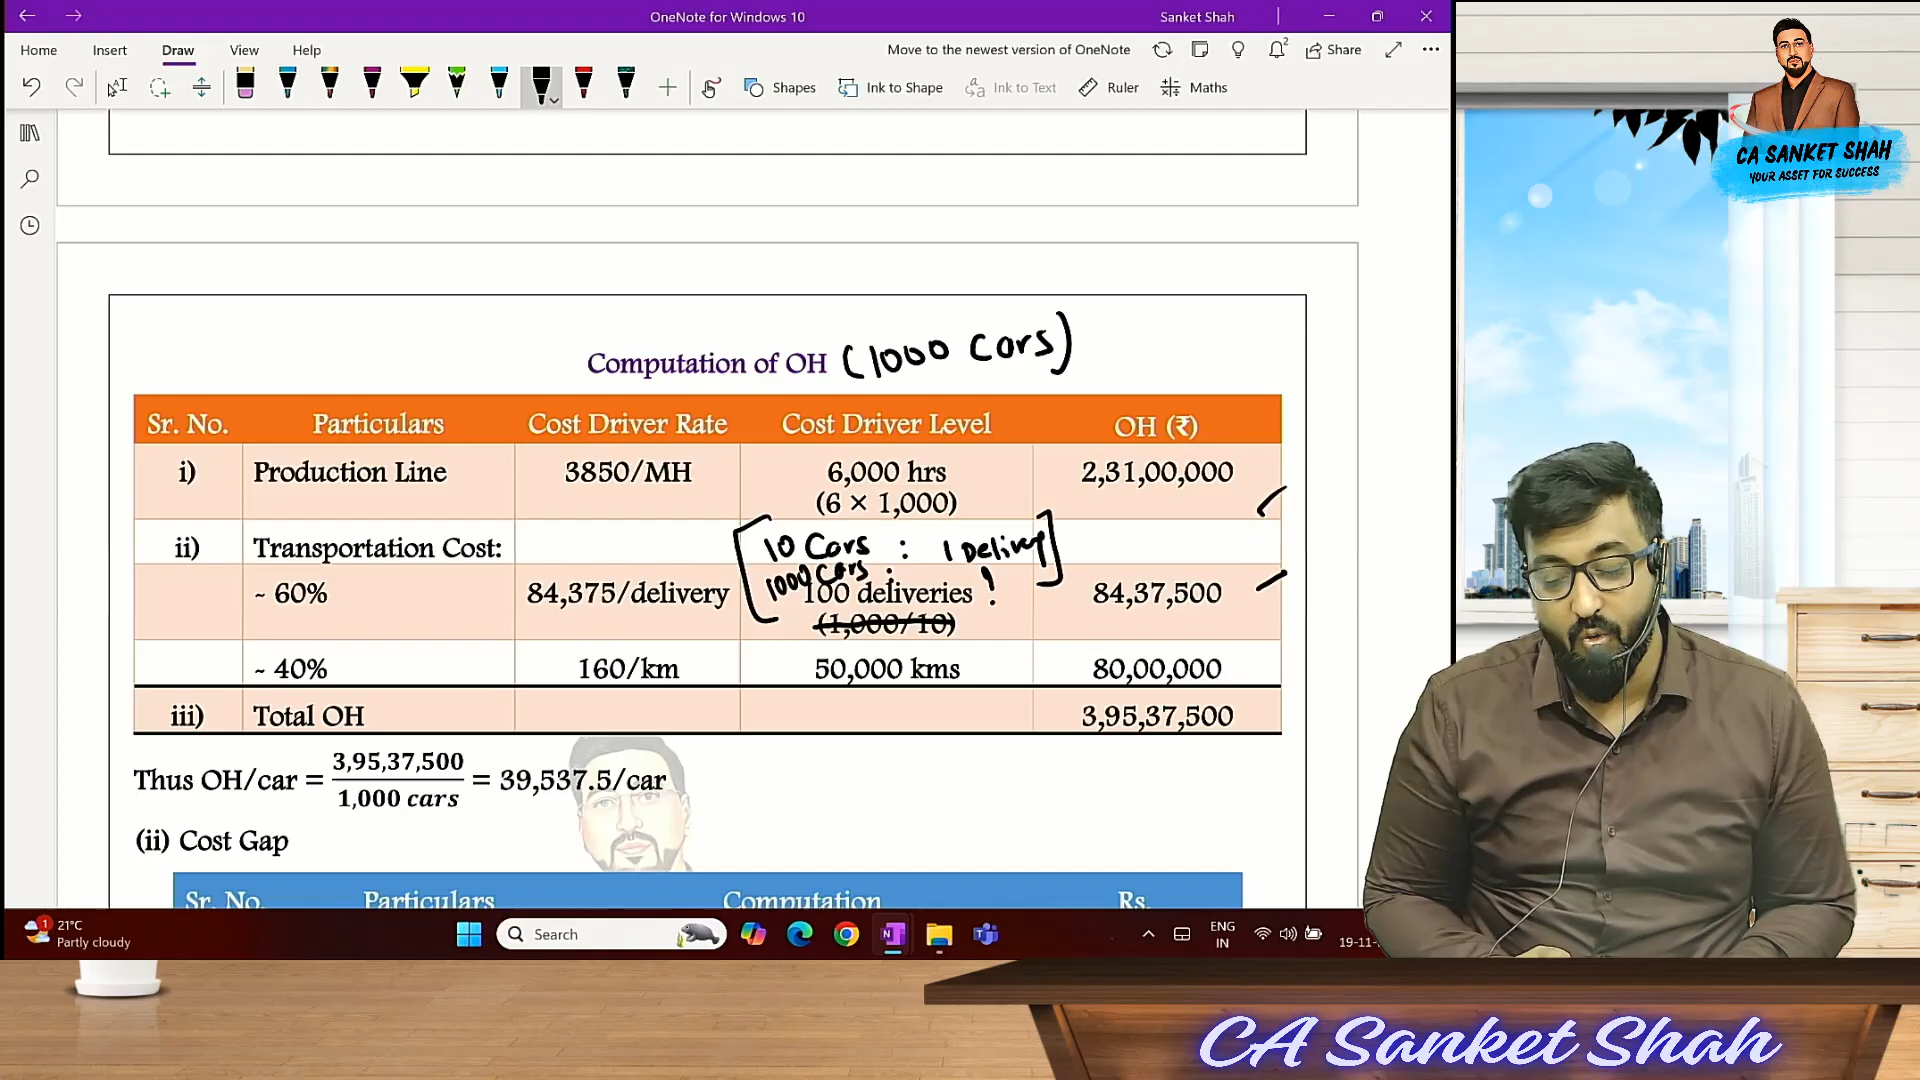 OneNote for Windows 10
Sanket Shah
Home Insert Draw View Help
Move to the newest version of OneNote
2
Share
Shapes
Ink to Shape
Ink to Text
Ruler
Maths
CA SANKET SHAH
YOUR ASSET FOR SUCCESS
Computation of OH (1000 Cars)
Sr. No. Particulars Cost Driver Rate Cost Driver Level OH (₹)
i) Production Line 3850/MH 6,000 hrs 2,31,00,000
(6 × 1,000)
ii) Transportation Cost:
10 Cars : 1 Delivery
1000 Cars :
~ 60% 84,375/delivery 100 deliveries ! 84,37,500
(1,000/10)
~ 40% 160/km 50,000 kms 80,00,000
iii) Total OH 3,95,37,500
Thus OH/car = 3,95,37,500 / 1,000 cars = 39,537.5/car
(ii) Cost Gap
Sr. No. Particulars Computation Rs.
1
21°C
Partly cloudy
Search
ENG
IN
19-11-
CA Sanket Shah